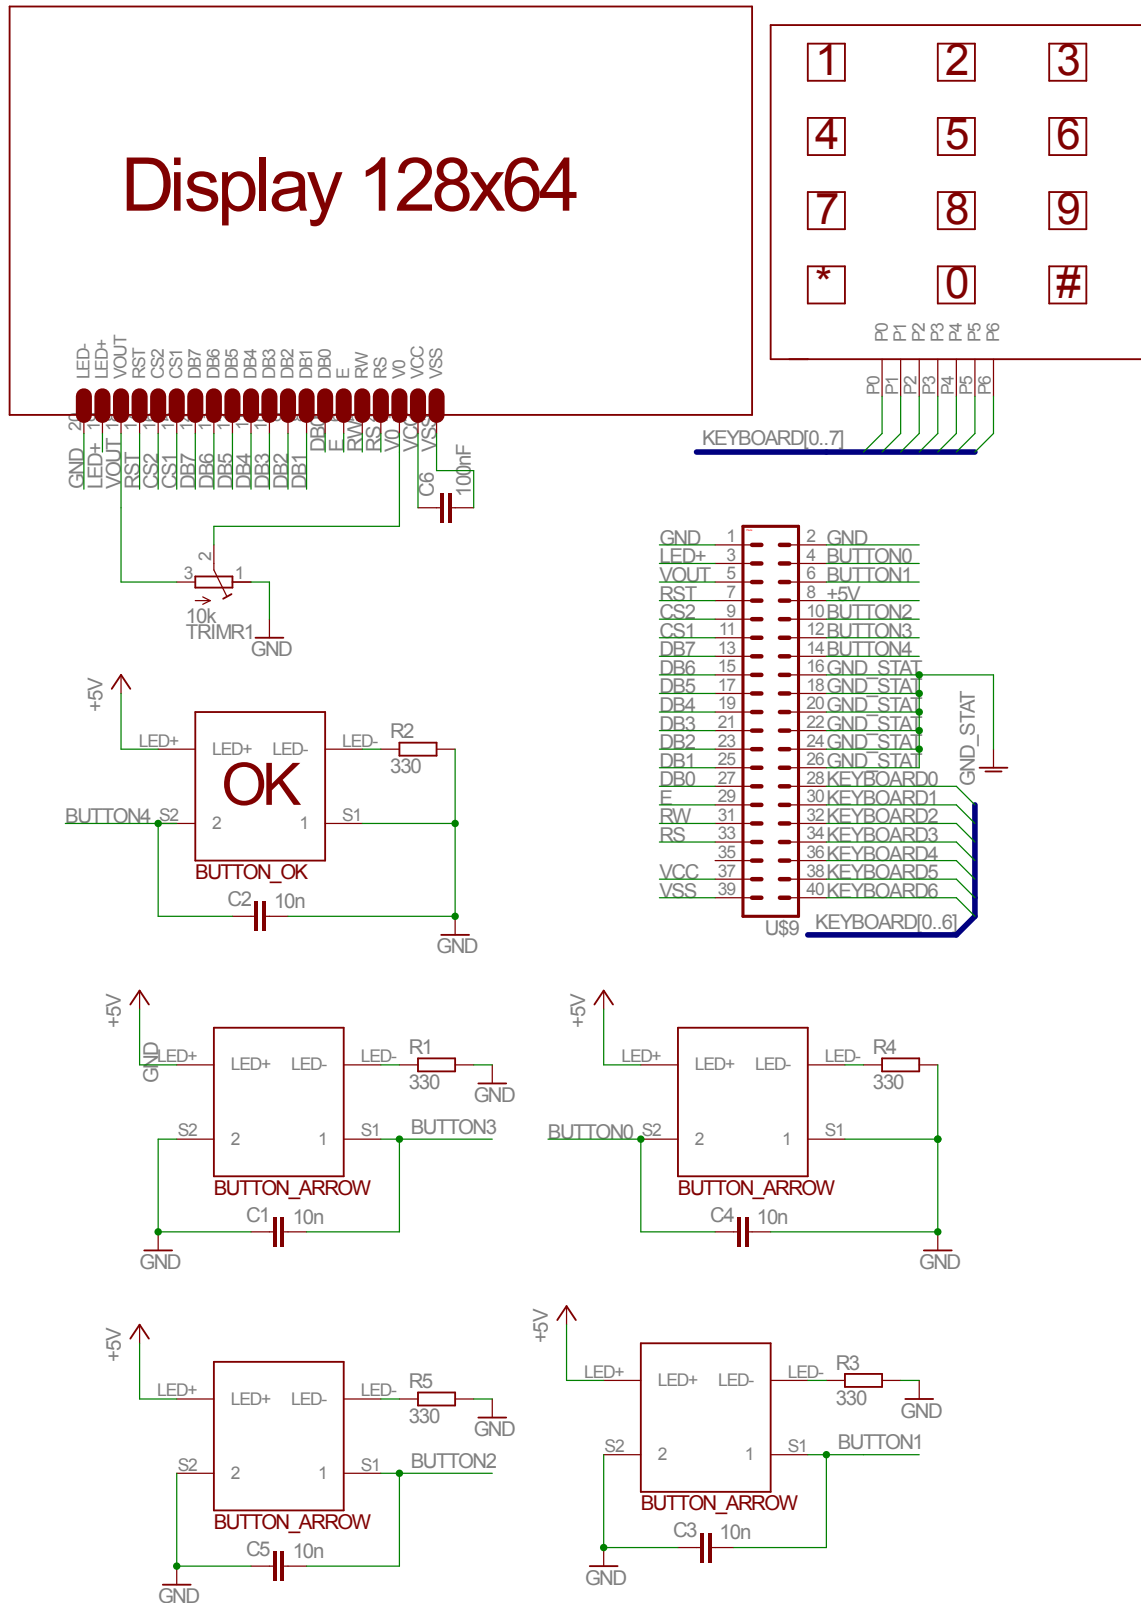 Display 128x64
1 2 3
4 5 6
7 8 9
* 0 #
P0 P1 P2 P3 P4 P5 P6
P0 P1 P2 P3 P4 P5 P6
KEYBOARD[0..7]
LED- LED+ VOUT RST CS2 CS1 DB7 DB6 DB5 DB4 DB3 DB2 DB1 DB0 E RW RS V0 VCC VSS
GND LED+ VOUT RST CS2 CS1 DB7 DB6 DB5 DB4 DB3 DB2 DB1 DB0 E RW RS V0 VCC VSS
C6 100nF
3 2 1
10k
TRIMR1
GND
GND 1 2 GND
LED+ 3 4 BUTTON0
VOUT 5 6 BUTTON1
RST 7 8 +5V
CS2 9 10 BUTTON2
CS1 11 12 BUTTON3
DB7 13 14 BUTTON4
DB6 15 16 GND_STAT
DB5 17 18 GND_STAT
DB4 19 20 GND_STAT
DB3 21 22 GND_STAT
DB2 23 24 GND_STAT
DB1 25 26 GND_STAT
DB0 27 28 KEYBOARD0
E 29 30 KEYBOARD1
RW 31 32 KEYBOARD2
RS 33 34 KEYBOARD3
35 36 KEYBOARD4
VCC 37 38 KEYBOARD5
VSS 39 40 KEYBOARD6
GND_STAT
U$9
KEYBOARD[0..6]
+5V
LED+ LED+ LED- LED- R2
330
OK
BUTTON4 S2 2 1 S1
BUTTON_OK
C2 10n
GND
+5V
GND
LED+ LED+ LED- LED- R1
330
GND
S2 2 1 S1 BUTTON3
BUTTON_ARROW
C1 10n
GND
+5V
LED+ LED+ LED- LED- R4
330
BUTTON0 S2 2 1 S1
BUTTON_ARROW
C4 10n
GND
+5V
LED+ LED+ LED- LED- R5
330
GND
S2 2 1 S1 BUTTON2
BUTTON_ARROW
C5 10n
GND
+5V
LED+ LED+ LED- LED- R3
330
GND
S2 2 1 S1 BUTTON1
BUTTON_ARROW
C3 10n
GND